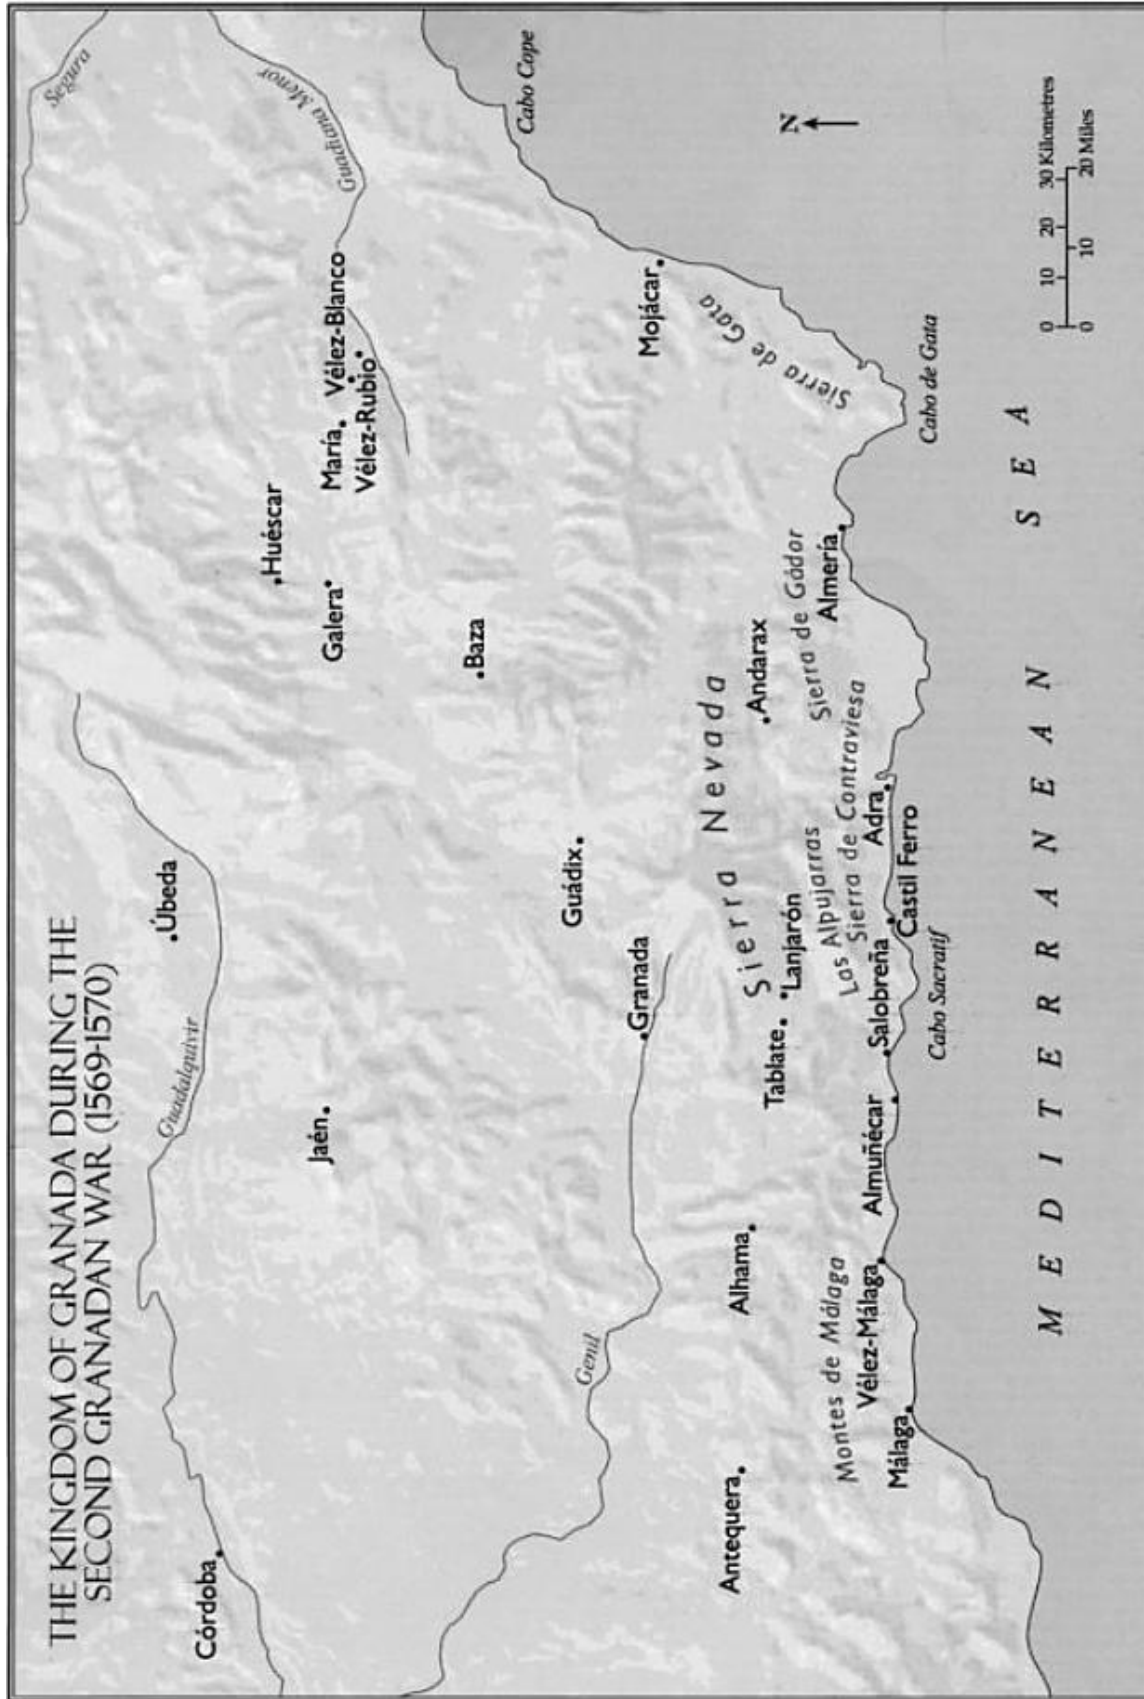 THE KINGDOM OF GRANADA DURING THE
SECOND GRANADAN WAR (1569-1570)
Segura
Guadiana Menor
Cabo Cope
Úbeda
Guadalquivir
Córdoba
Jaén
Huéscar
Galera
María
Vélez-Blanco
Vélez-Rubio
Baza
Guádix
Granada
Genil
Mojácar
Sierra de Gata
Cabo de Gata
N
Sierra Nevada
Andarax
Sierra de Gádor
Almería
Las Alpujarras
Sierra de Contraviesa
Lanjarón
Tablate
Alhama
Antequera
Montes de Málaga
Vélez-Málaga
Málaga
Almuñécar
Salobreña
Castil Ferro
Adra
Cabo Sacratif
0 10 20 30 Kilometres
0 10 20 Miles
MEDITERRANEAN SEA